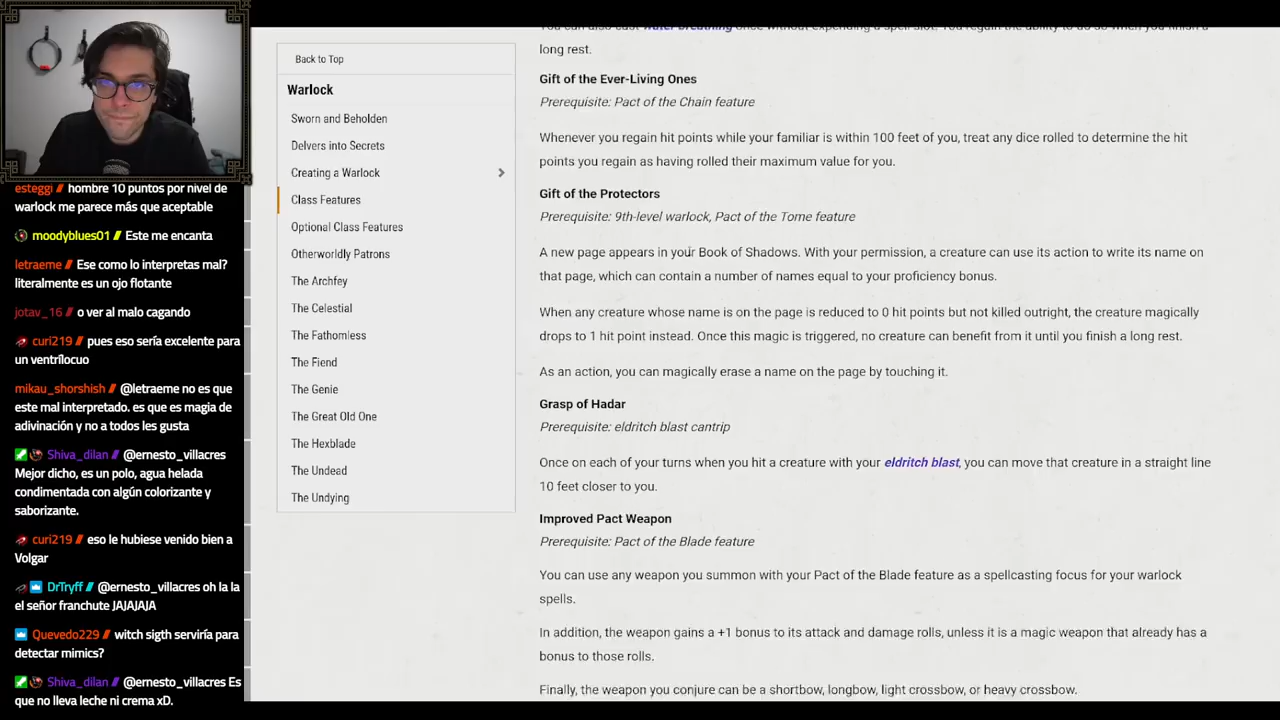 esteggi // hombre 10 puntos por nivel de
warlock me parece más que aceptable
moodyblues01 // Este me encanta
letraeme // Ese como lo interpretas mal?
literalmente es un ojo flotante
jotav_16 // o ver al malo cagando
curi219 // pues eso sería excelente para
un ventrílocuo
mikau_shorshish // @letraeme no es que
este mal interpretado. es que es magia de
adivinación y no a todos les gusta
Shiva_dilan // @ernesto_villacres
Mejor dicho, es un polo, agua helada
condimentada con algún colorizante y
saborizante.
curi219 // eso le hubiese venido bien a
Volgar
DrTryff // @ernesto_villacres oh la la
el señor franchute JAJAJAJA
Quevedo229 // witch sigth serviría para
detectar mimics?
Shiva_dilan // @ernesto_villacres Es
que no lleva leche ni crema xD.
Back to Top
Warlock
Sworn and Beholden
Delvers into Secrets
Creating a Warlock
Class Features
Optional Class Features
Otherworldly Patrons
The Archfey
The Celestial
The Fathomless
The Fiend
The Genie
The Great Old One
The Hexblade
The Undead
The Undying
You can also cast water breathing once without expending a spell slot. You regain the ability to do so when you finish a
long rest.
Gift of the Ever-Living Ones
Prerequisite: Pact of the Chain feature
Whenever you regain hit points while your familiar is within 100 feet of you, treat any dice rolled to determine the hit
points you regain as having rolled their maximum value for you.
Gift of the Protectors
Prerequisite: 9th-level warlock, Pact of the Tome feature
A new page appears in your Book of Shadows. With your permission, a creature can use its action to write its name on
that page, which can contain a number of names equal to your proficiency bonus.
When any creature whose name is on the page is reduced to 0 hit points but not killed outright, the creature magically
drops to 1 hit point instead. Once this magic is triggered, no creature can benefit from it until you finish a long rest.
As an action, you can magically erase a name on the page by touching it.
Grasp of Hadar
Prerequisite: eldritch blast cantrip
Once on each of your turns when you hit a creature with your eldritch blast, you can move that creature in a straight line
10 feet closer to you.
Improved Pact Weapon
Prerequisite: Pact of the Blade feature
You can use any weapon you summon with your Pact of the Blade feature as a spellcasting focus for your warlock
spells.
In addition, the weapon gains a +1 bonus to its attack and damage rolls, unless it is a magic weapon that already has a
bonus to those rolls.
Finally, the weapon you conjure can be a shortbow, longbow, light crossbow, or heavy crossbow.